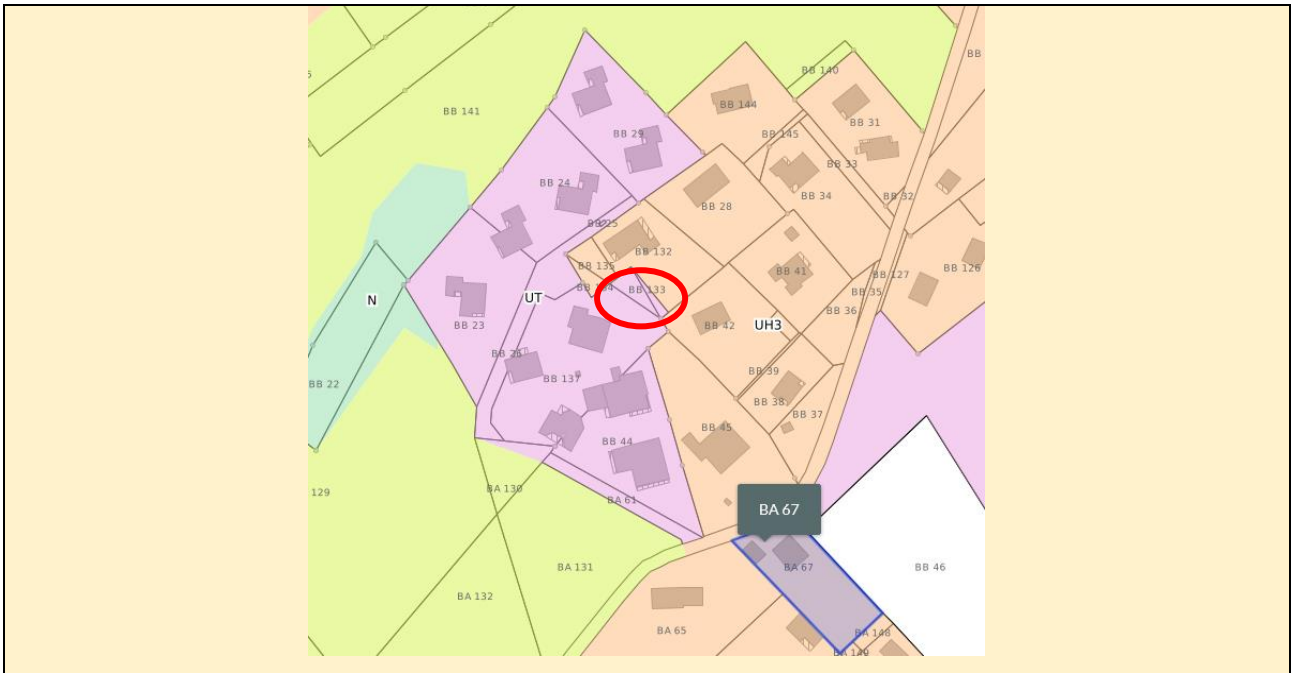 BB
BB 140
BB 144
BB 141
BB 31
BB 29
BB 145
BB 33
BB 24
BB 34
BB 32
BB 28
BB 132
BB 135
BB 126
BB 41
BB 127
BB 133
BB 35
N
UT
BB 36
BB 23
BB 42
UH3
BB 39
BB 137
BB 22
BB 38
BB 37
BB 45
BB 44
129
BA 130
BA 61
BA 67
BA 131
BA 67
BB 46
BA 132
BA 65
BA 148
BA 149